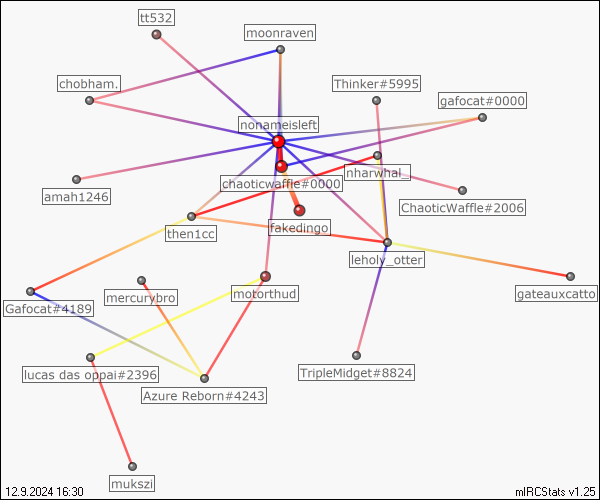 tt532
moonraven
chobham.
Thinker#5995
gafocat#0000
nonameisleft
nharwhal_
chaoticwaffle#0000
amah1246
ChaoticWaffle#2006
fakedingo
then1cc
leholy_otter
motorthud
gateauxcatto
mercurybro
Gafocat#4189
lucas das oppai#2396
TripleMidget#8824
Azure Reborn#4243
mukszi
12.9.2024 16:30
mIRCStats v1.25